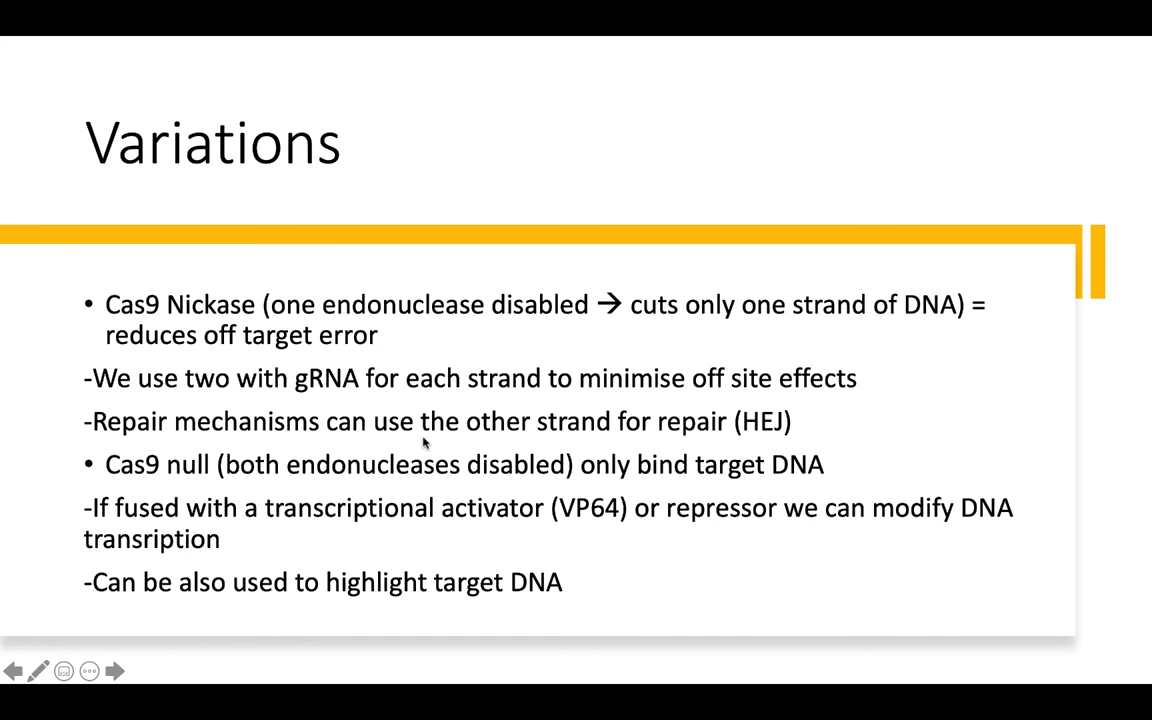 Variations
• Cas9 Nickase (one endonuclease disabled → cuts only one strand of DNA) =
reduces off target error
-We use two with gRNA for each strand to minimise off site effects
-Repair mechanisms can use the other strand for repair (HEJ)
• Cas9 null (both endonucleases disabled) only bind target DNA
-If fused with a transcriptional activator (VP64) or repressor we can modify DNA
transription
-Can be also used to highlight target DNA